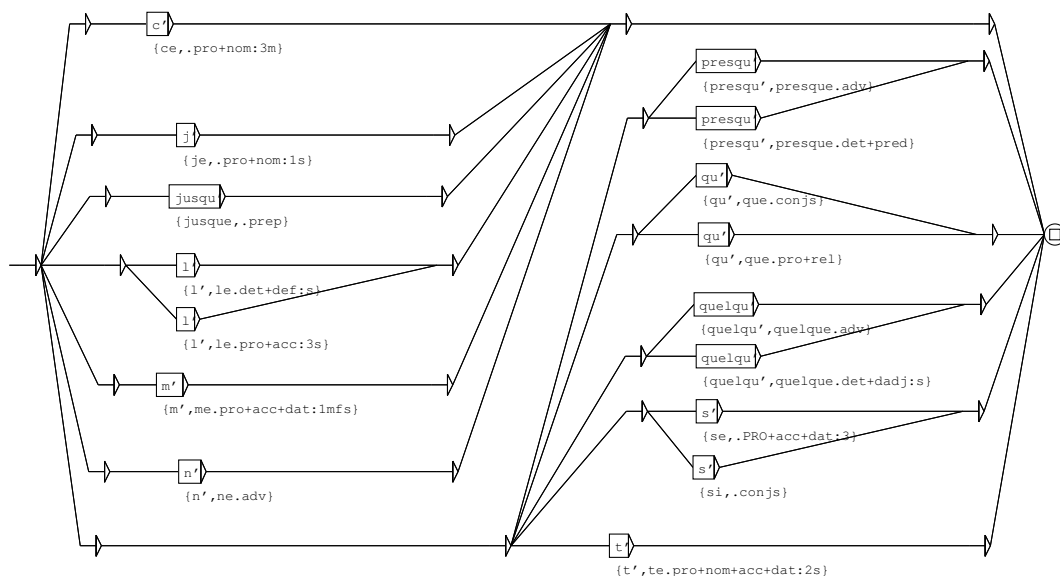 c'
{ce,.pro+nom:3m}
j'
{je,.pro+nom:1s}
jusqu'
{jusque,.prep}
l'
{l',le.det+def:s}
l'
{l',le.pro+acc:3s}
m'
{m',me.pro+acc+dat:1mfs}
n'
{n',ne.adv}
presqu'
{presqu',presque.adv}
presqu'
{presqu',presque.det+pred}
qu'
{qu',que.conjs}
qu'
{qu',que.pro+rel}
quelqu'
{quelqu',quelque.adv}
quelqu'
{quelqu',quelque.det+dadj:s}
s'
{se,.PRO+acc+dat:3}
s'
{si,.conjs}
t'
{t',te.pro+nom+acc+dat:2s}